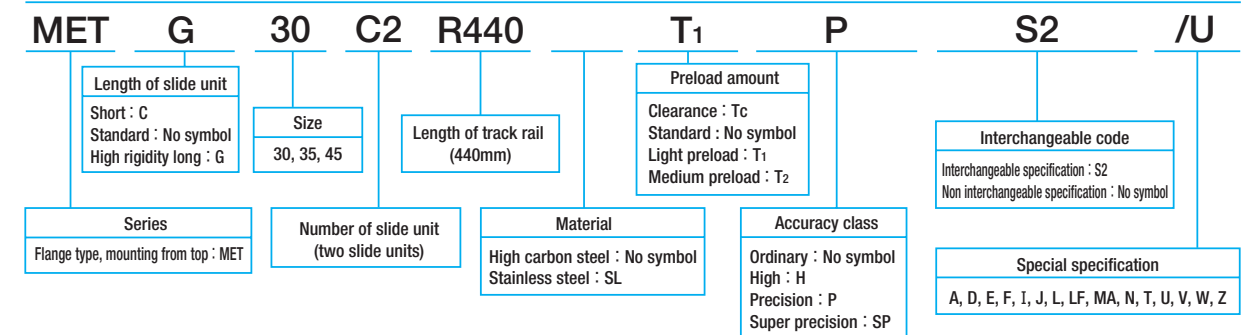 MET G 30 C2 R440 T1 P S2 /U
Length of slide unit
Short : C
Standard : No symbol
High rigidity long : G
Size
30, 35, 45
Length of track rail
(440mm)
Preload amount
Clearance : Tc
Standard : No symbol
Light preload : T1
Medium preload : T2
Interchangeable code
Interchangeable specification : S2
Non interchangeable specification : No symbol
Series
Flange type, mounting from top : MET
Number of slide unit
(two slide units)
Material
High carbon steel : No symbol
Stainless steel : SL
Accuracy class
Ordinary : No symbol
High : H
Precision : P
Super precision : SP
Special specification
A, D, E, F, I, J, L, LF, MA, N, T, U, V, W, Z